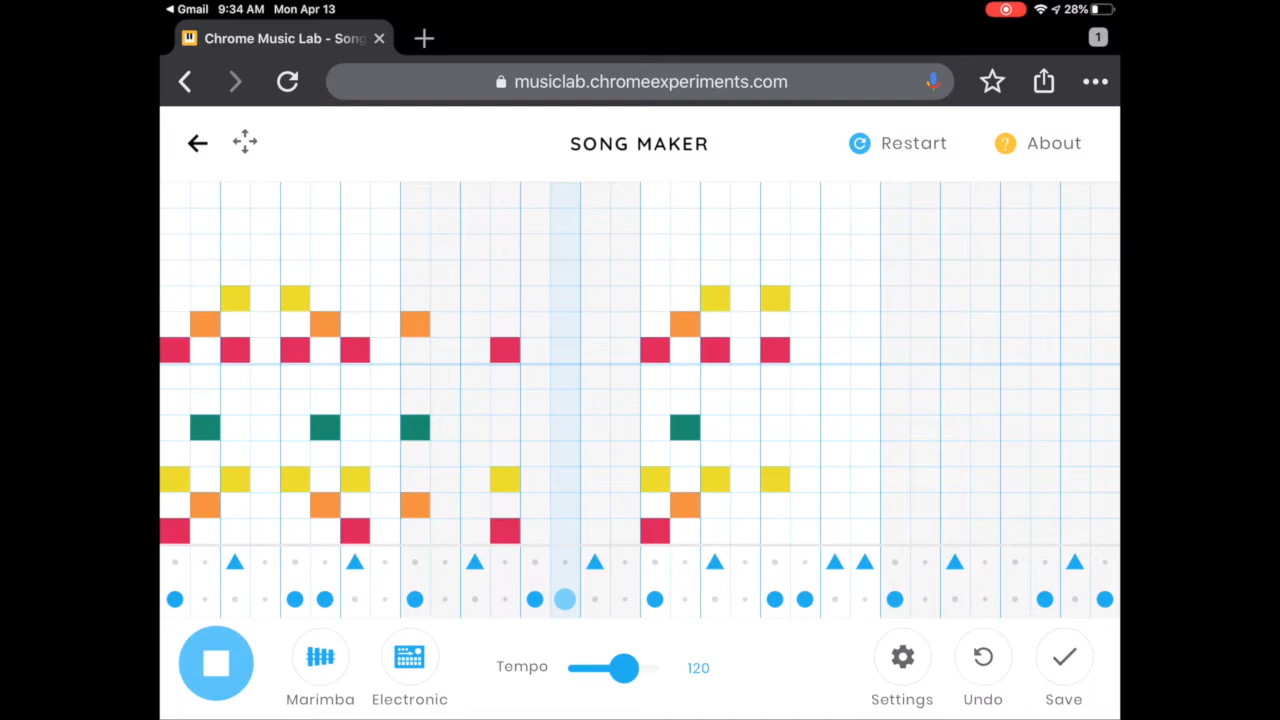 Gmail 9:34 AM Mon Apr 13 28%
Chrome Music Lab - Song 1
musiclab.chromeexperiments.com
SONG MAKER Restart ? About
Tempo 120
Marimba Electronic Settings Undo Save